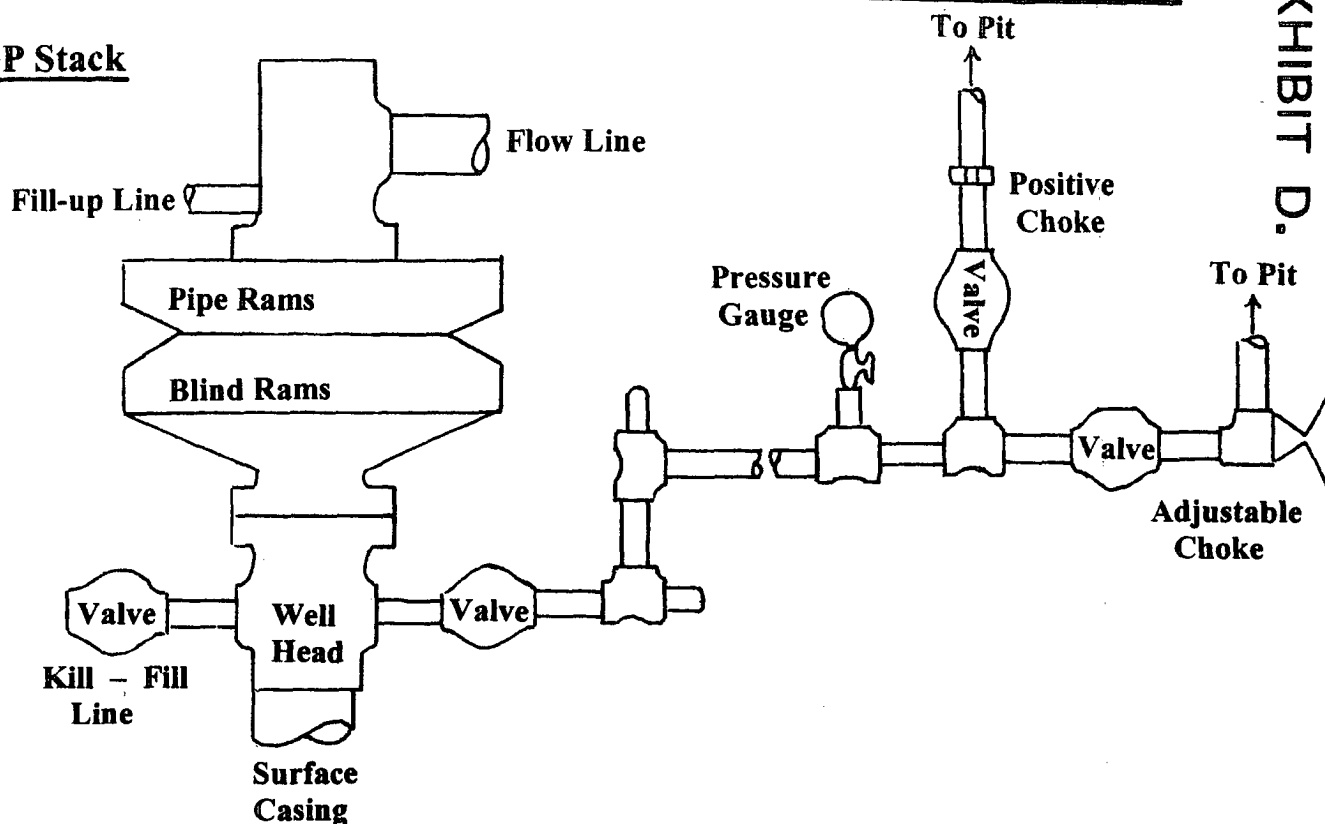 P Stack
To Pit
KHIBIT D.
Flow Line
Fill-up Line
Positive
Choke
Pipe Rams
Pressure
Gauge
Valve
To Pit
Blind Rams
Valve
Adjustable
Choke
Valve
Well
Head
Valve
Kill – Fill
Line
Surface
Casing